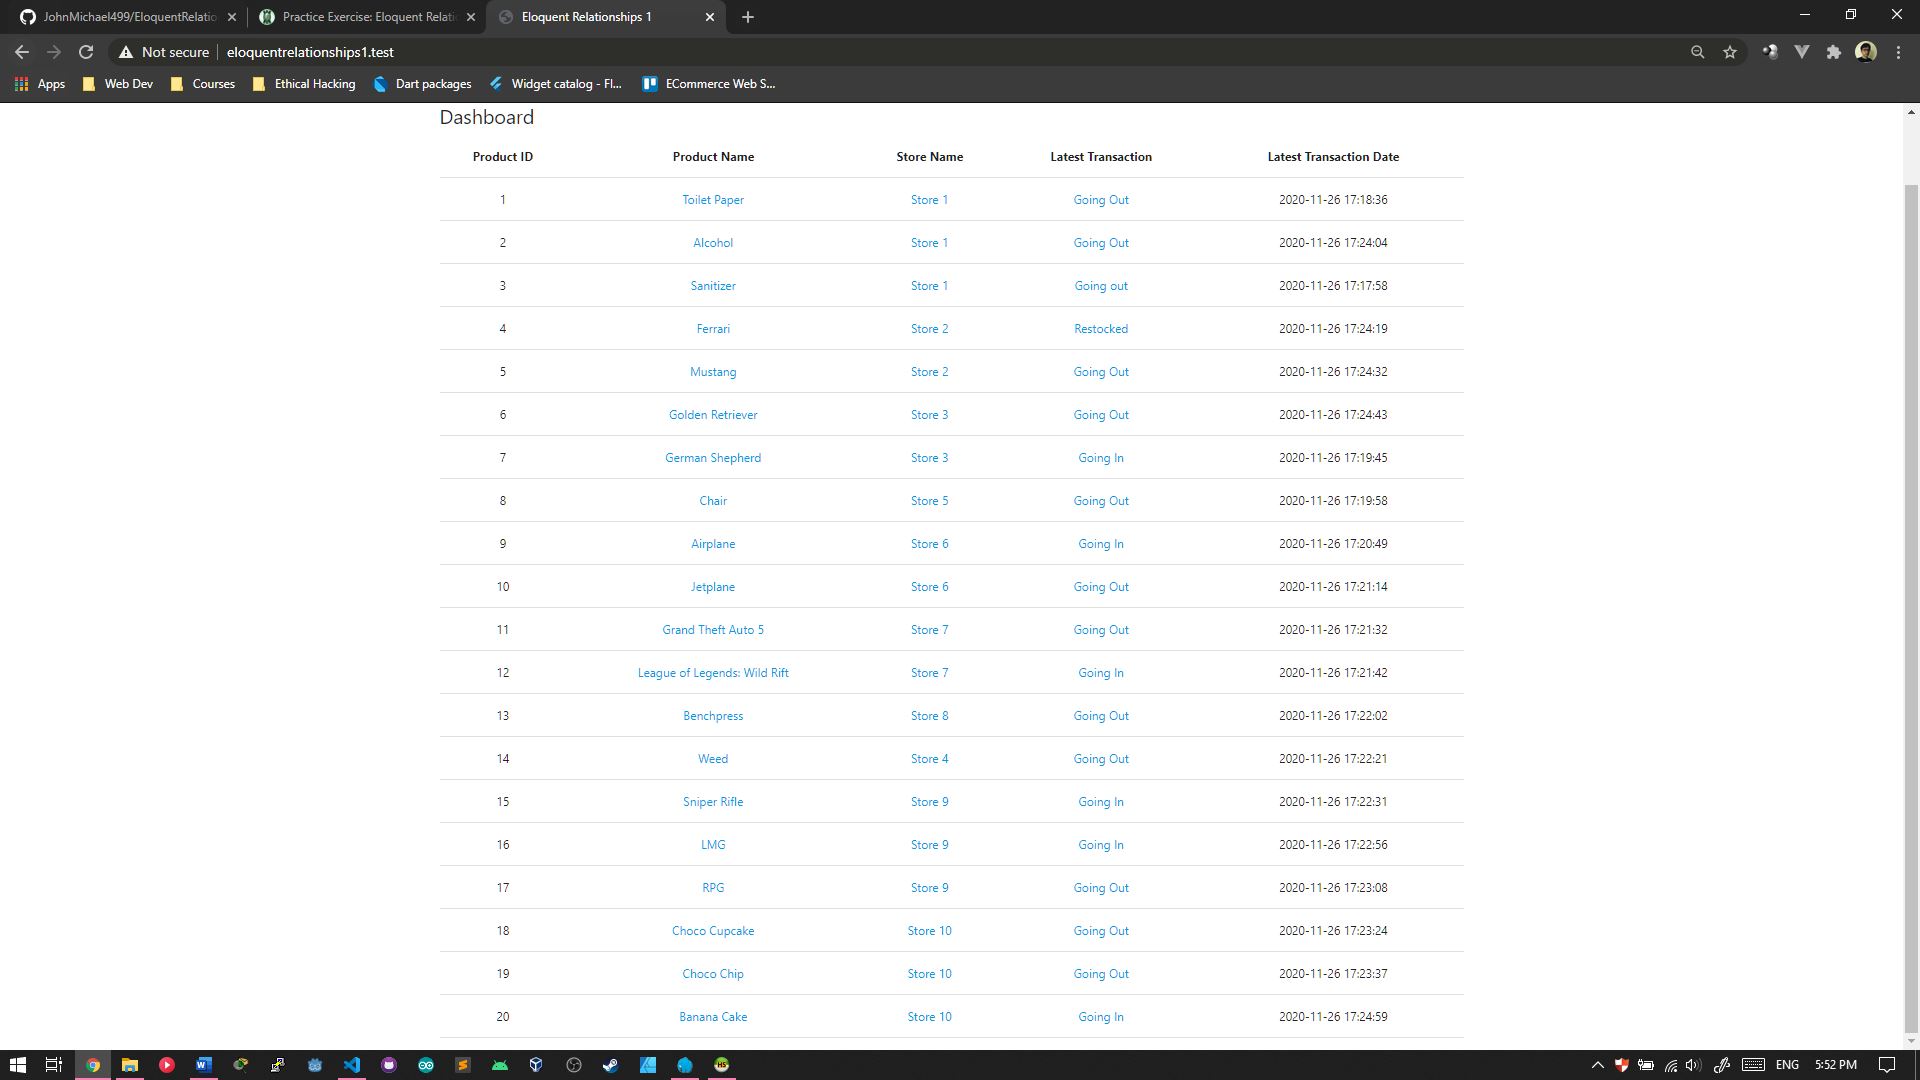 JohnMichael499/EloquentRelatio
Practice Exercise: Eloquent Relati
Eloquent Relationships 1
Not secure
eloquentrelationships1.test
Apps
Web Dev
Courses
Ethical Hacking
Dart packages
Widget catalog - Fl...
ECommerce Web S...
Dashboard
Product ID Product Name Store Name Latest Transaction Latest Transaction Date
1 Toilet Paper Store 1 Going Out 2020-11-26 17:18:36
2 Alcohol Store 1 Going Out 2020-11-26 17:24:04
3 Sanitizer Store 1 Going out 2020-11-26 17:17:58
4 Ferrari Store 2 Restocked 2020-11-26 17:24:19
5 Mustang Store 2 Going Out 2020-11-26 17:24:32
6 Golden Retriever Store 3 Going Out 2020-11-26 17:24:43
7 German Shepherd Store 3 Going In 2020-11-26 17:19:45
8 Chair Store 5 Going Out 2020-11-26 17:19:58
9 Airplane Store 6 Going In 2020-11-26 17:20:49
10 Jetplane Store 6 Going Out 2020-11-26 17:21:14
11 Grand Theft Auto 5 Store 7 Going Out 2020-11-26 17:21:32
12 League of Legends: Wild Rift Store 7 Going In 2020-11-26 17:21:42
13 Benchpress Store 8 Going Out 2020-11-26 17:22:02
14 Weed Store 4 Going Out 2020-11-26 17:22:21
15 Sniper Rifle Store 9 Going In 2020-11-26 17:22:31
16 LMG Store 9 Going In 2020-11-26 17:22:56
17 RPG Store 9 Going Out 2020-11-26 17:23:08
18 Choco Cupcake Store 10 Going Out 2020-11-26 17:23:24
19 Choco Chip Store 10 Going Out 2020-11-26 17:23:37
20 Banana Cake Store 10 Going In 2020-11-26 17:24:59
ENG
5:52 PM